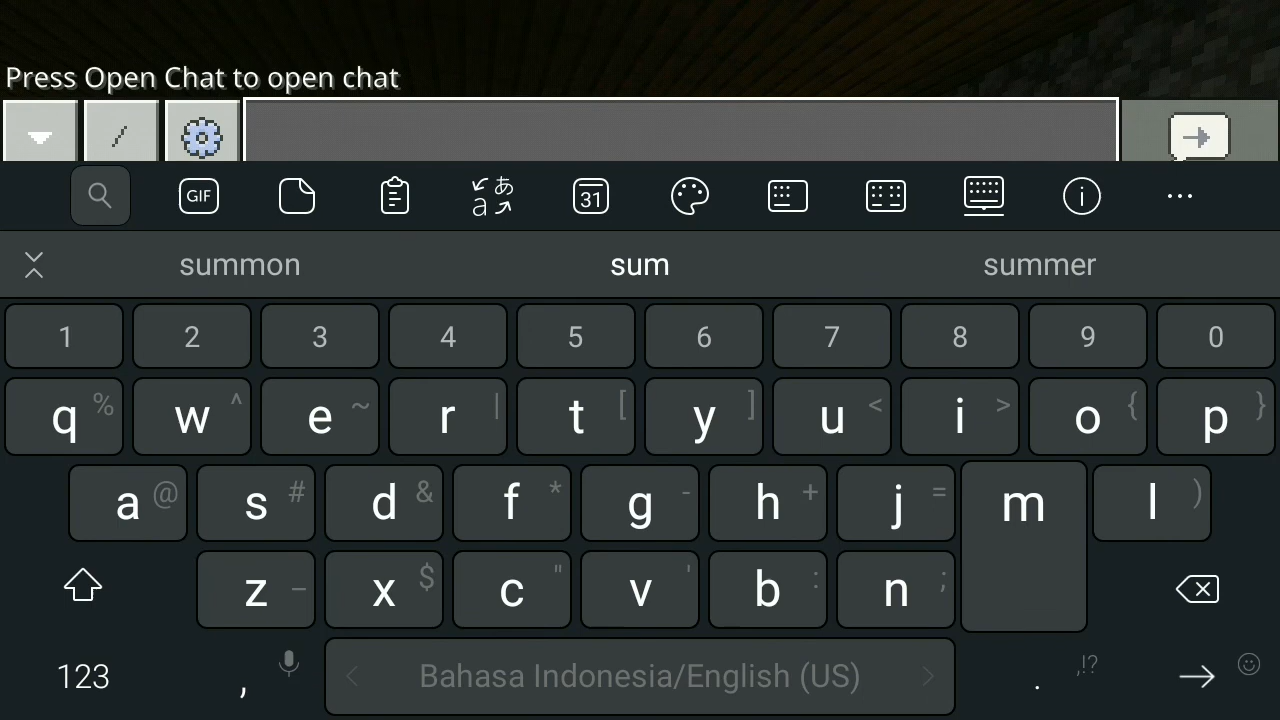 Press Open Chat to open chat
/
GIF a あ 31 i ...
summon sum summer
1 2 3 4 5 6 7 8 9 0
q % w ^ e ~ r | t [ y ] u < i > o { p }
a @ s # d & f * g - h + j = m l )
z _ x $ c " v ' b : n ;
123 , < Bahasa Indonesia/English (US) > . ,!?